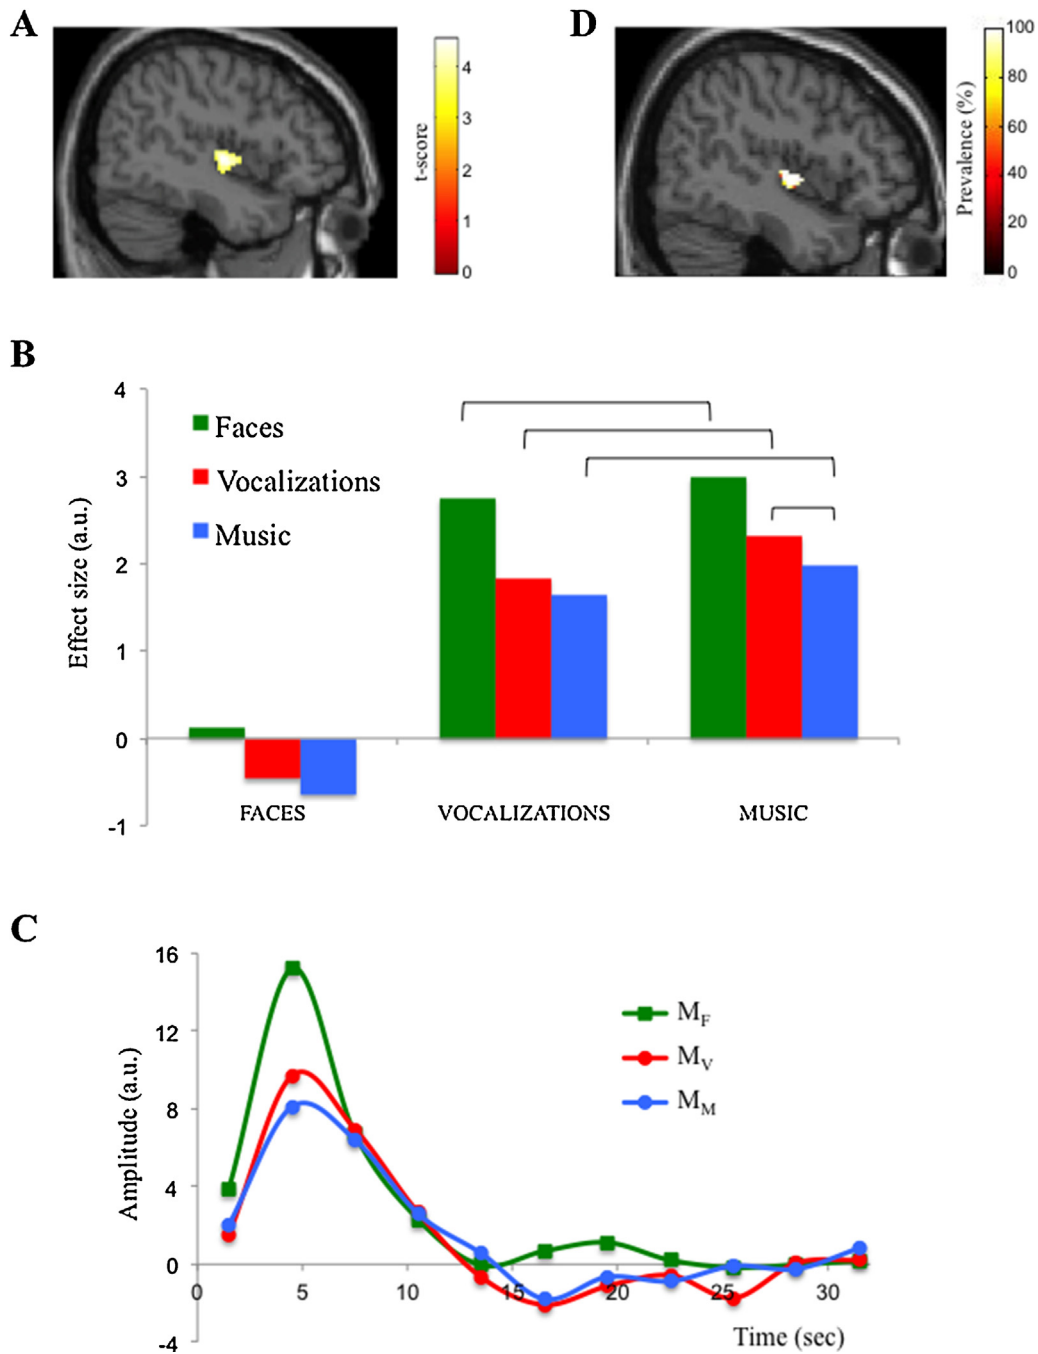 A
4
3
2
1
0
t-score
D
100
80
60
40
20
0
Prevalence (%)
B
4
3
2
1
0
-1
Effect size (a.u.)
Faces
Vocalizations
Music
FACES
VOCALIZATIONS
MUSIC
C
16
12
8
4
0
-4
Amplitude (a.u.)
M_F
M_V
M_M
0
5
10
15
20
25
30
Time (sec)